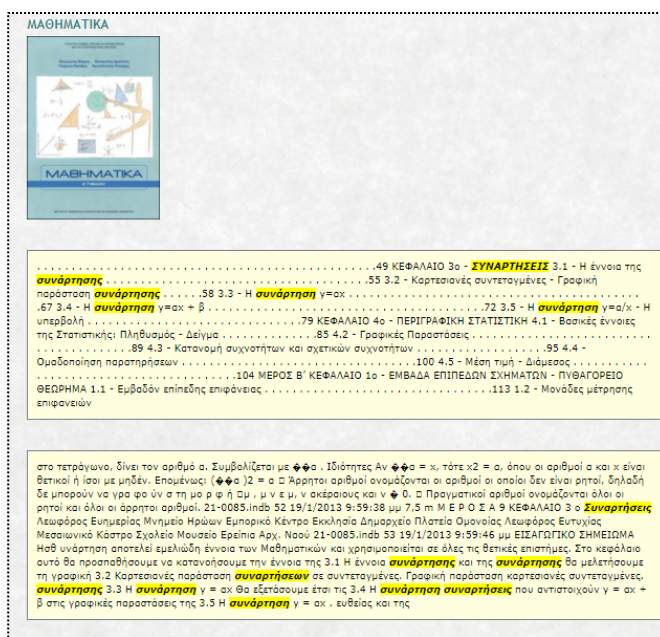 ΜΑΘΗΜΑΤΙΚΑ
ΜΑΘΗΜΑΤΙΚΑ
. . . . . . . . . . . . . . . . . . . . . . . . . . . . . . . . . . . . . . . . . . . . . . . . . .49 ΚΕΦΑΛΑΙΟ 3ο - ΣΥΝΑΡΤΗΣΕΙΣ 3.1 - Η έννοια της
συνάρτησης . . . . . . . . . . . . . . . . . . . . . . . . . . . . . . . . . . . . . . .55 3.2 - Καρτεσιανές συντεταγμένες - Γραφική
παράσταση συνάρτησης . . . . . . .58 3.3 - Η συνάρτηση y=αx . . . . . . . . . . . . . . . . . . . . . . . . . . . . . . . . . . . . . . . . . .
.67 3.4 - Η συνάρτηση y=αx + β . . . . . . . . . . . . . . . . . . . . . . . . . . . . . . . . . . . . . . . . .72 3.5 - Η συνάρτηση y=α/x - Η
υπερβολή . . . . . . . . . . . . . . . . . . . . . . . . . . . . . . . .79 ΚΕΦΑΛΑΙΟ 4ο - ΠΕΡΙΓΡΑΦΙΚΗ ΣΤΑΤΙΣΤΙΚΗ 4.1 - Βασικές έννοιες
της Στατιστικής: Πληθυσμός - Δείγμα . . . . . . . . . . . . . .85 4.2 - Γραφικές Παραστάσεις . . . . . . . . . . . . . . . . . . . . . . . . . . .
. . . . . . . . . . . . . .89 4.3 - Κατανομή συχνοτήτων και σχετικών συχνοτήτων . . . . . . . . . . . . . . . . . . .95 4.4 -
Ομαδοποίηση παρατηρήσεων . . . . . . . . . . . . . . . . . . . . . . . . . . . . . . . . . . . .100 4.5 - Μέση τιμή - Διάμεσος . . . . . . . . . . . .
. . . . . . . . . . . . . . . . . . . . . . . . . . . . . .104 ΜΕΡΟΣ Β΄ ΚΕΦΑΛΑΙΟ 1ο - ΕΜΒΑΔΑ ΕΠΙΠΕΔΩΝ ΣΧΗΜΑΤΩΝ - ΠΥΘΑΓΟΡΕΙΟ
ΘΕΩΡΗΜΑ 1.1 - Εμβαδόν επίπεδης επιφάνειας . . . . . . . . . . . . . . . . . . . . . . . . . . . . . . . . . .113 1.2 - Μονάδες μέτρησης
επιφανειών
στο τετράγωνο, δίνει τον αριθμό α. Συμβολίζεται με ��α . Ιδιότητες Αν ��α = x, τότε x2 = α, όπου οι αριθμοί α και x είναι
θετικοί ή ίσοι με μηδέν. Επομένως: (��α )2 = α □ Άρρητοι αριθμοί ονομάζονται οι αριθμοί οι οποίοι δεν είναι ρητοί, δηλαδή
δε μπορούν να γρα φο ύν σ τη μο ρ φ ή □μ , μ ν ε μ, ν ακέραιους και ν � 0. □ Πραγματικοί αριθμοί ονομάζονται όλοι οι
ρητοί και όλοι οι άρρητοι αριθμοί. 21-0085.indb 52 19/1/2013 9:59:38 μμ 7,5 m Μ Ε Ρ Ο Σ Α 9 ΚΕΦΑΛΑΙΟ 3 ο Συναρτήσεις
Λεωφόρος Ευημερίας Μνημείο Ηρώων Εμπορικό Κέντρο Εκκλησία Δημαρχείο Πλατεία Ομονοίας Λεωφόρος Ευτυχίας
Μεσαιωνικό Κάστρο Σχολείο Μουσείο Ερείπια Αρχ. Ναού 21-0085.indb 53 19/1/2013 9:59:46 μμ ΕΙΣΑΓΩΓΙΚΟ ΣΗΜΕΙΩΜΑ
Ησθ υνάρτηση αποτελεί εμελιώδη έννοια των Μαθηματικών και χρησιμοποιείται σε όλες τις θετικές επιστήμες. Στο κεφάλαιο
αυτό θα προσπαθήσουμε να κατανοήσουμε την έννοια της 3.1 Η έννοια συνάρτησης και της συνάρτησης θα μελετήσουμε
τη γραφική 3.2 Καρτεσιανές παράσταση συναρτήσεων σε συντεταγμένες. Γραφική παράσταση καρτεσιανές συντεταγμένες.
συνάρτησης 3.3 Η συνάρτηση y = αx Θα εξετάσουμε έτσι τις 3.4 Η συνάρτηση συναρτήσεις που αντιστοιχούν y = αx +
β στις γραφικές παραστάσεις της 3.5 Η συνάρτηση y = αx . ευθείας και της